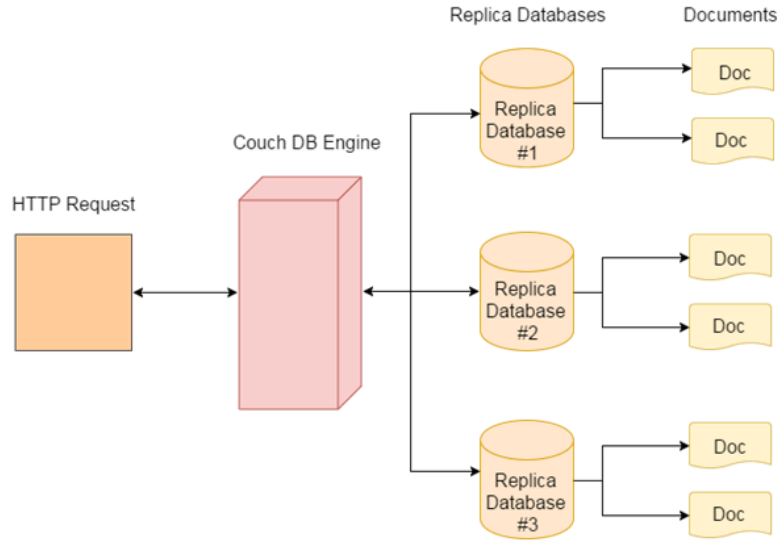 Replica Databases
Documents
Couch DB Engine
HTTP Request
Replica
Database
#1
Doc
Doc
Replica
Database
#2
Doc
Doc
Replica
Database
#3
Doc
Doc